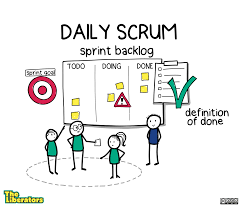 DAILY SCRUM
sprint backlog
sprint goal
TODO
DOING
DONE
definition
of done
The
Liberators